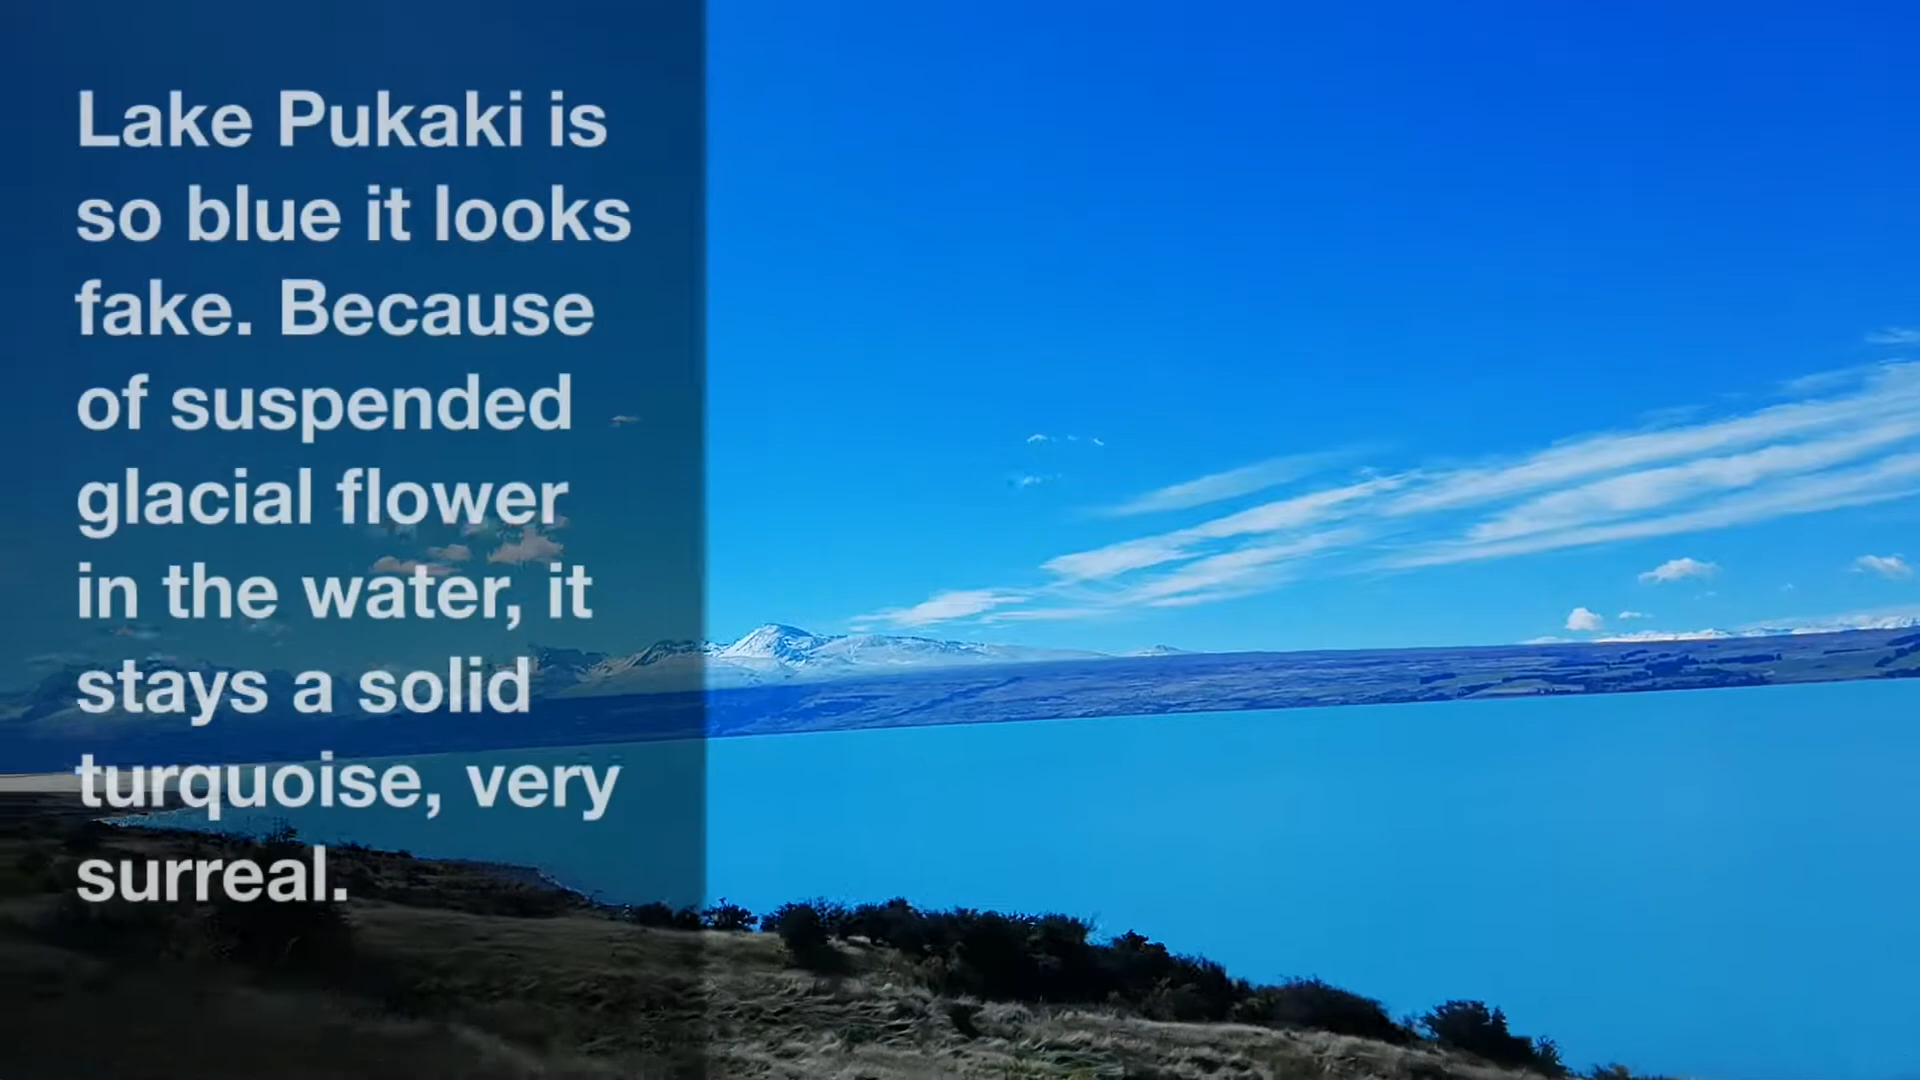 Lake Pukaki is
so blue it looks
fake. Because
of suspended
glacial flower
in the water, it
stays a solid
turquoise, very
surreal.